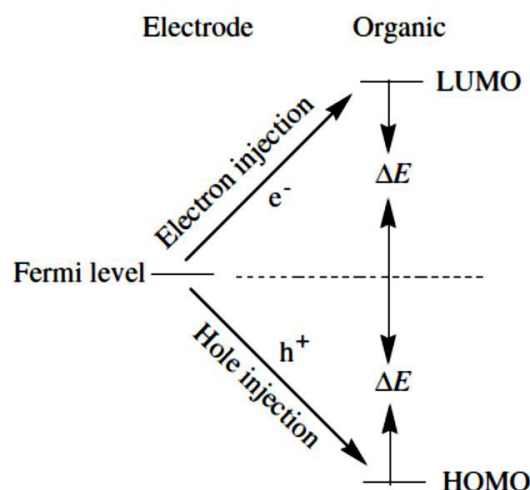 Electrode Organic
LUMO
Electron injection
e-
ΔE
Fermi level
h+
Hole injection
ΔE
HOMO